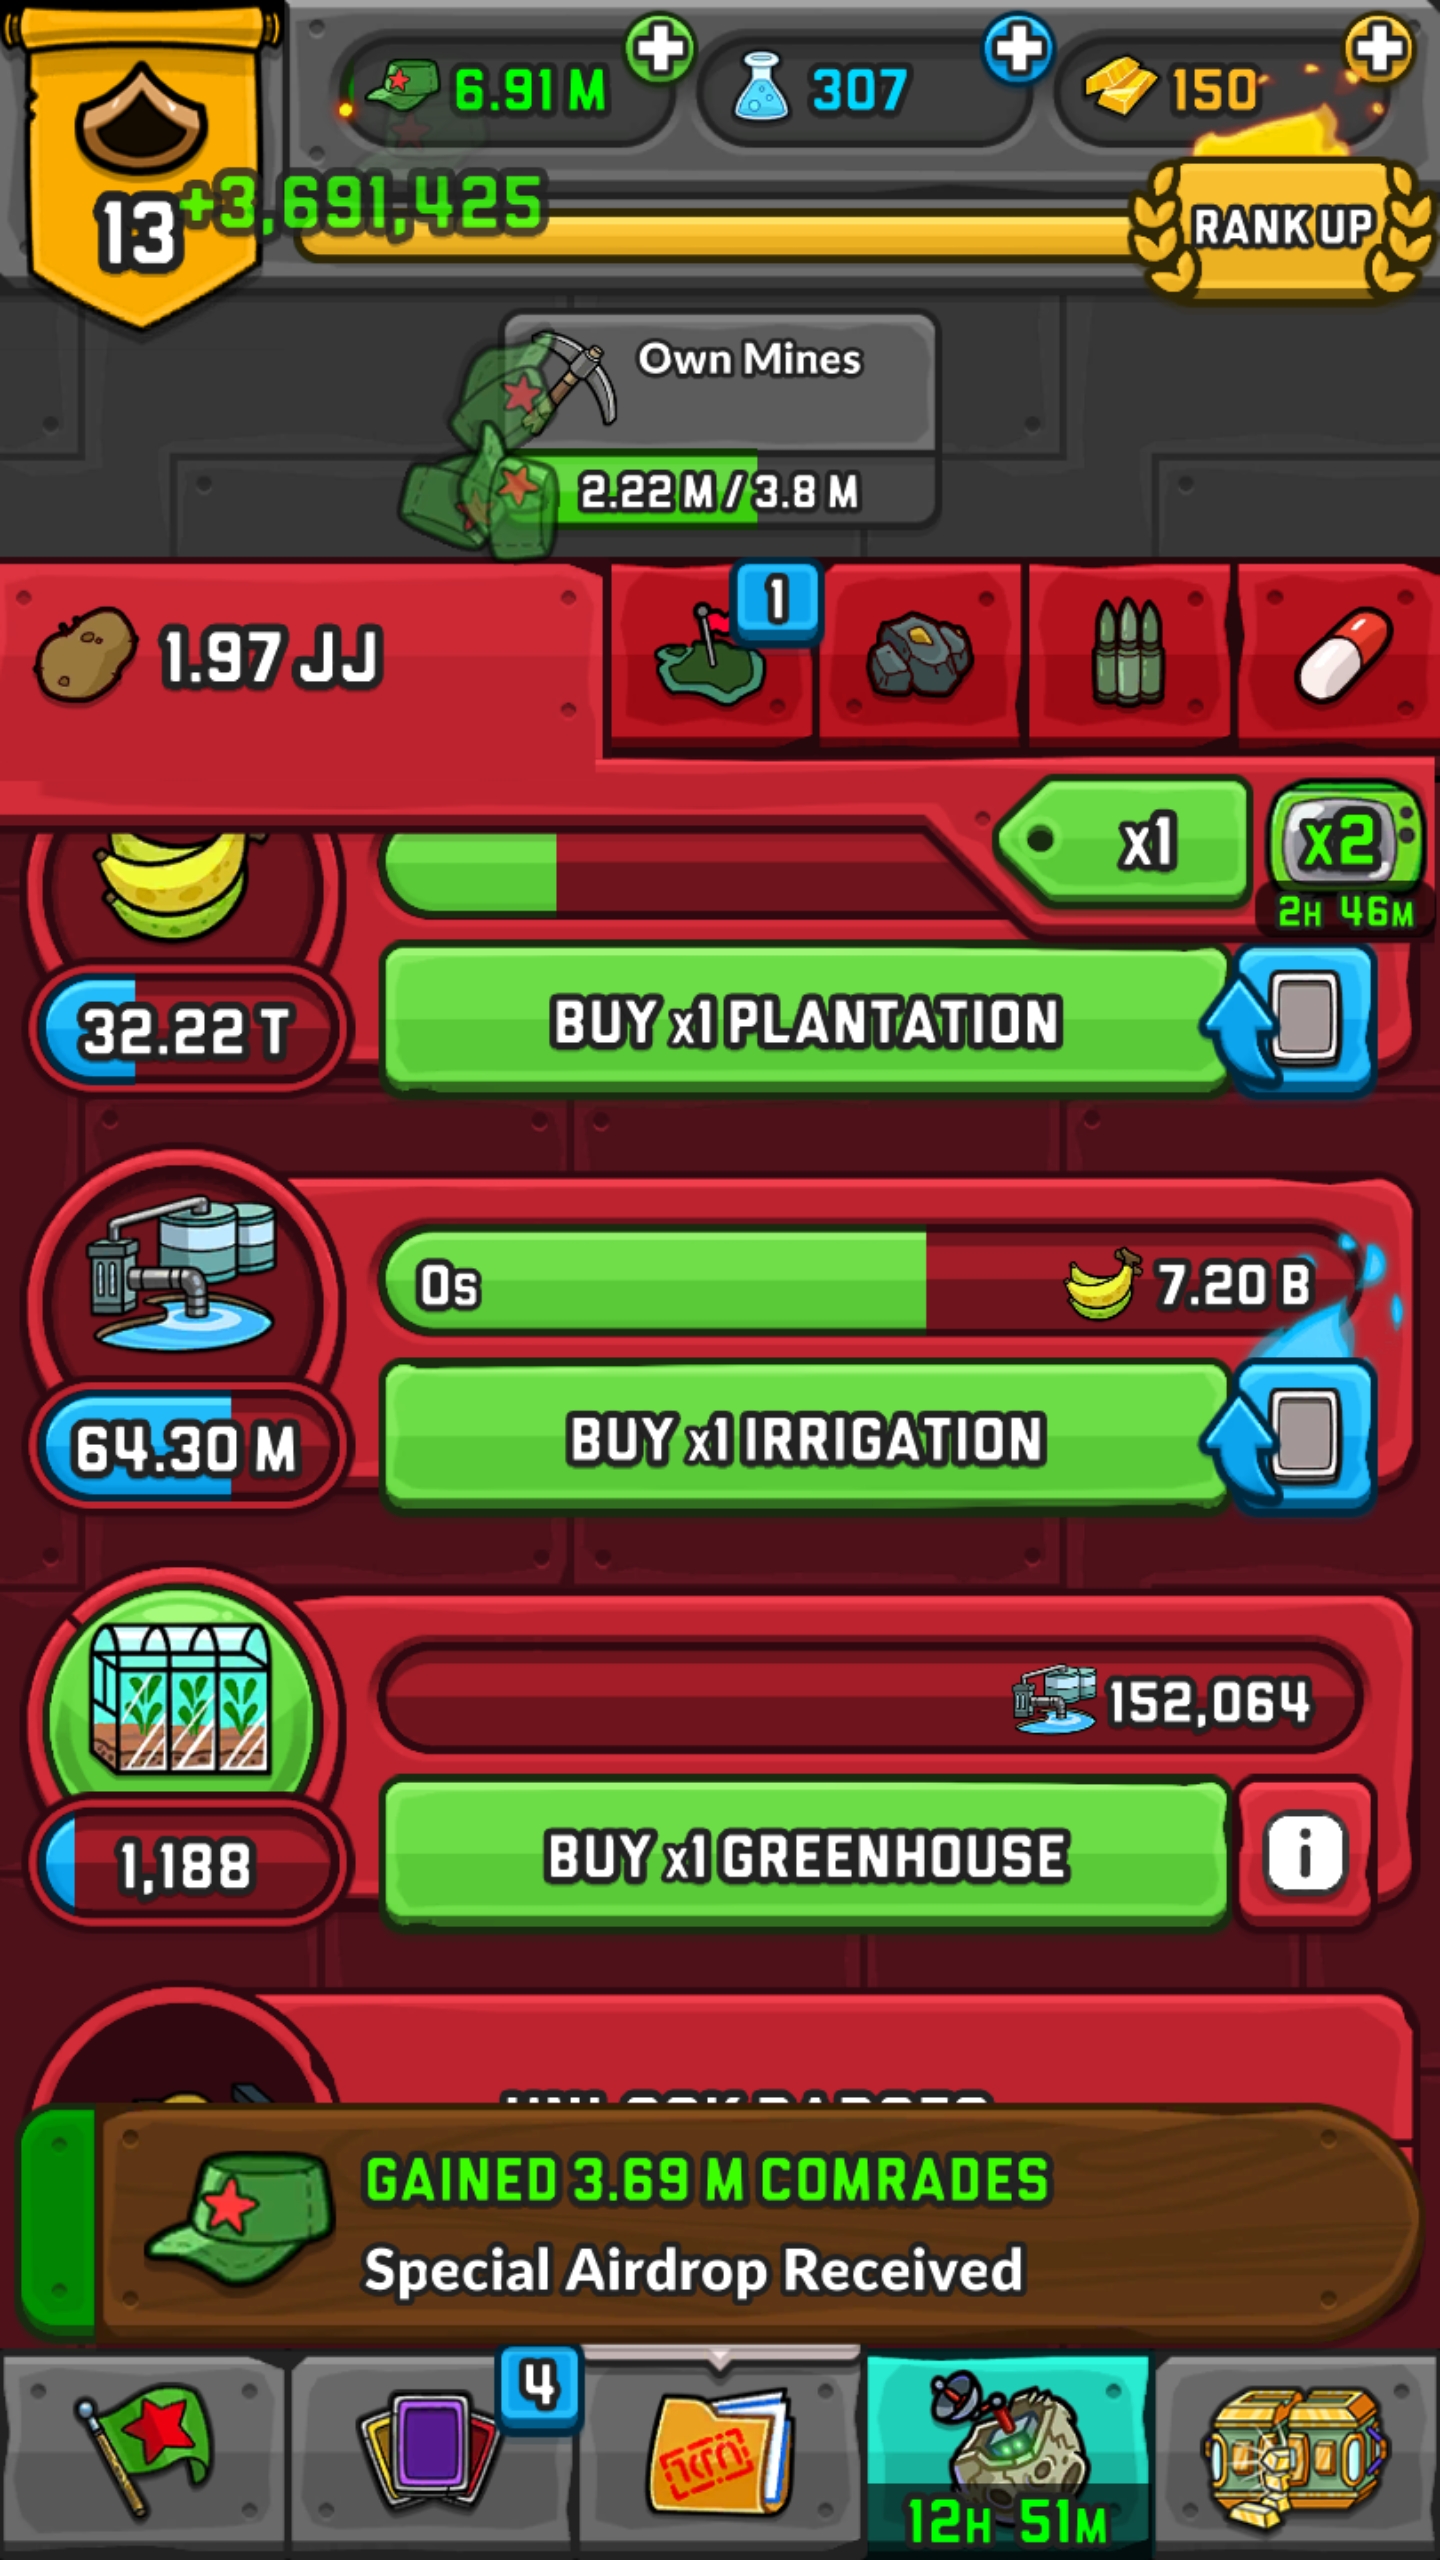 6.91 M
307
150
13
+3,691,425
RANK UP
Own Mines
2.22 M / 3.8 M
1.97 JJ
1
x1
x2
2H 46M
32.22 T
BUY x1 PLANTATION
0s
7.20 B
64.30 M
BUY x1 IRRIGATION
152,064
1,188
BUY x1 GREENHOUSE
i
GAINED 3.69 M COMRADES
Special Airdrop Received
4
12H 51M